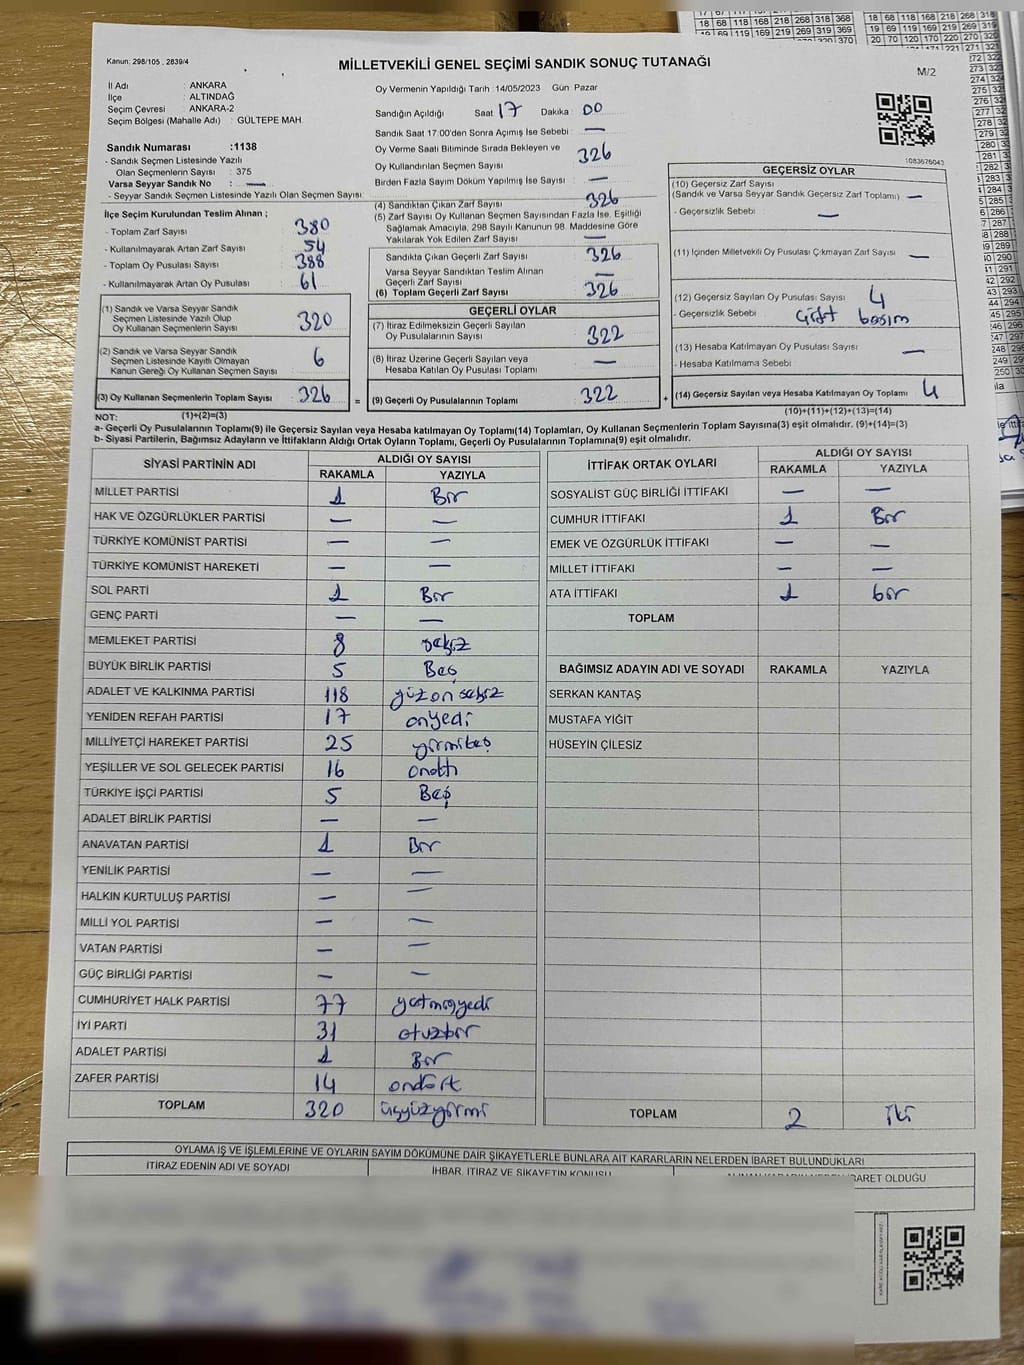 Kanun: 298/105 , 2839/4
MİLLETVEKİLİ GENEL SEÇİMİ SANDIK SONUÇ TUTANAĞI
M/2
İl Adı : ANKARA
İlçe : ALTINDAĞ
Seçim Çevresi : ANKARA-2
Seçim Bölgesi (Mahalle Adı) : GÜLTEPE MAH.
Sandık Numarası :1138
- Sandık Seçmen Listesinde Yazılı
Olan Seçmenlerin Sayısı : 375
Varsa Seyyar Sandık No : —
- Seyyar Sandık Seçmen Listesinde Yazılı Olan Seçmen Sayısı
Oy Vermenin Yapıldığı Tarih : 14/05/2023 Gün: Pazar
Sandığın Açıldığı Saat 17 Dakika : 00
Sandık Saat 17.00'den Sonra Açılmış İse Sebebi : —
Oy Verme Saati Bitiminde Sırada Bekleyen ve
Oy Kullandırılan Seçmen Sayısı : 326
Birden Fazla Sayım Döküm Yapılmış İse Sayısı : —
1083676043
İlçe Seçim Kurulundan Teslim Alınan ;
- Toplam Zarf Sayısı : 380
- Kullanılmayarak Artan Zarf Sayısı : 54
- Toplam Oy Pusulası Sayısı : 388
- Kullanılmayarak Artan Oy Pusulası : 61
(1) Sandık ve Varsa Seyyar Sandık
Seçmen Listesinde Yazılı Olup
Oy Kullanan Seçmenlerin Sayısı : 320
(2) Sandık ve Varsa Seyyar Sandık
Seçmen Listesinde Kayıtlı Olmayan
Kanun Gereği Oy Kullanan Seçmen Sayısı : 6
(3) Oy Kullanan Seçmenlerin Toplam Sayısı : 326
(1)+(2)=(3)
(4) Sandıktan Çıkan Zarf Sayısı : 326
(5) Zarf Sayısı Oy Kullanan Seçmen Sayısından Fazla İse, Eşitliği
Sağlamak Amacıyla, 298 Sayılı Kanunun 98. Maddesine Göre
Yakılarak Yok Edilen Zarf Sayısı : —
Sandıkta Çıkan Geçerli Zarf Sayısı : 326
Varsa Seyyar Sandıktan Teslim Alınan
Geçerli Zarf Sayısı : —
(6) Toplam Geçerli Zarf Sayısı : 326
GEÇERLİ OYLAR
(7) İtiraz Edilmeksizin Geçerli Sayılan
Oy Pusulalarının Sayısı : 322
(8) İtiraz Üzerine Geçerli Sayılan veya
Hesaba Katılan Oy Pusulası Toplamı : —
= (9) Geçerli Oy Pusulalarının Toplamı : 322
GEÇERSİZ OYLAR
(10) Geçersiz Zarf Sayısı
(Sandık ve Varsa Seyyar Sandık Geçersiz Zarf Toplamı) : —
- Geçersizlik Sebebi : —
(11) İçinden Milletvekili Oy Pusulası Çıkmayan Zarf Sayısı : —
(12) Geçersiz Sayılan Oy Pusulası Sayısı : 4
- Geçersizlik Sebebi : Çift basım
(13) Hesaba Katılmayan Oy Pusulası Sayısı : —
- Hesaba Katılmama Sebebi :
+ (14) Geçersiz Sayılan veya Hesaba Katılmayan Oy Toplamı : 4
(10)+(11)+(12)+(13)=(14)
NOT:
a- Geçerli Oy Pusulalarının Toplamı(9) ile Geçersiz Sayılan veya Hesaba katılmayan Oy Toplamı(14) Toplamları, Oy Kullanan Seçmenlerin Toplam Sayısına(3) eşit olmalıdır. (9)+(14)=(3)
b- Siyasi Partilerin, Bağımsız Adayların ve İttifakların Aldığı Ortak Oyların Toplamı, Geçerli Oy Pusulalarının Toplamına(9) eşit olmalıdır.
SİYASİ PARTİNİN ADI ALDIĞI OY SAYISI
RAKAMLA YAZIYLA
MİLLET PARTİSİ 1 Bir
HAK VE ÖZGÜRLÜKLER PARTİSİ — —
TÜRKİYE KOMÜNİST PARTİSİ — —
TÜRKİYE KOMÜNİST HAREKETİ — —
SOL PARTİ 1 Bir
GENÇ PARTİ — —
MEMLEKET PARTİSİ 8 sekiz
BÜYÜK BİRLİK PARTİSİ 5 Beş
ADALET VE KALKINMA PARTİSİ 118 yüzonsekiz
YENİDEN REFAH PARTİSİ 17 onyedi
MİLLİYETÇİ HAREKET PARTİSİ 25 yirmibeş
YEŞİLLER VE SOL GELECEK PARTİSİ 16 onaltı
TÜRKİYE İŞÇİ PARTİSİ 5 Beş
ADALET BİRLİK PARTİSİ — —
ANAVATAN PARTİSİ 1 Bir
YENİLİK PARTİSİ — —
HALKIN KURTULUŞ PARTİSİ — —
MİLLİ YOL PARTİSİ — —
VATAN PARTİSİ — —
GÜÇ BİRLİĞİ PARTİSİ — —
CUMHURİYET HALK PARTİSİ 77 yetmişyedi
İYİ PARTİ 31 otuzbir
ADALET PARTİSİ 1 Bir
ZAFER PARTİSİ 14 ondört
TOPLAM 320 üçyüzyirmi
İTTİFAK ORTAK OYLARI ALDIĞI OY SAYISI
RAKAMLA YAZIYLA
SOSYALİST GÜÇ BİRLİĞİ İTTİFAKI — —
CUMHUR İTTİFAKI 1 Bir
EMEK VE ÖZGÜRLÜK İTTİFAKI — —
MİLLET İTTİFAKI — —
ATA İTTİFAKI 1 bir
TOPLAM
BAĞIMSIZ ADAYIN ADI VE SOYADI RAKAMLA YAZIYLA
SERKAN KANTAŞ
MUSTAFA YİĞİT
HÜSEYİN ÇİLESİZ
TOPLAM 2 iki
OYLAMA İŞ VE İŞLEMLERİNE VE OYLARIN SAYIM DÖKÜMÜNE DAİR ŞİKAYETLERLE BUNLARA AİT KARARLARIN NELERDEN İBARET BULUNDUKLARI
İTİRAZ EDENİN ADI VE SOYADI İHBAR, İTİRAZ VE ŞİKAYETİN KONUSU İBARET OLDUĞU